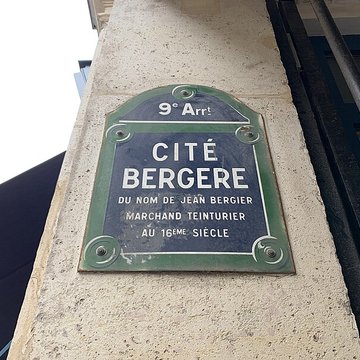 9e Arrt
CITÉ
BERGERE
DU NOM DE JEAN BERGIER
MARCHAND TEINTURIER
AU 16ÈME SIÈCLE